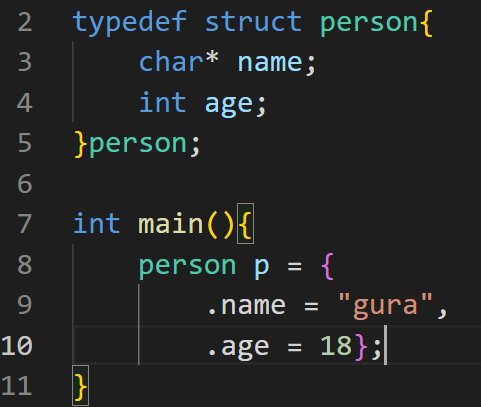 2 typedef struct person{
3     char* name;
4     int age;
5 }person;
6
7 int main(){
8     person p = {
9         .name = "gura",
10         .age = 18};
11 }